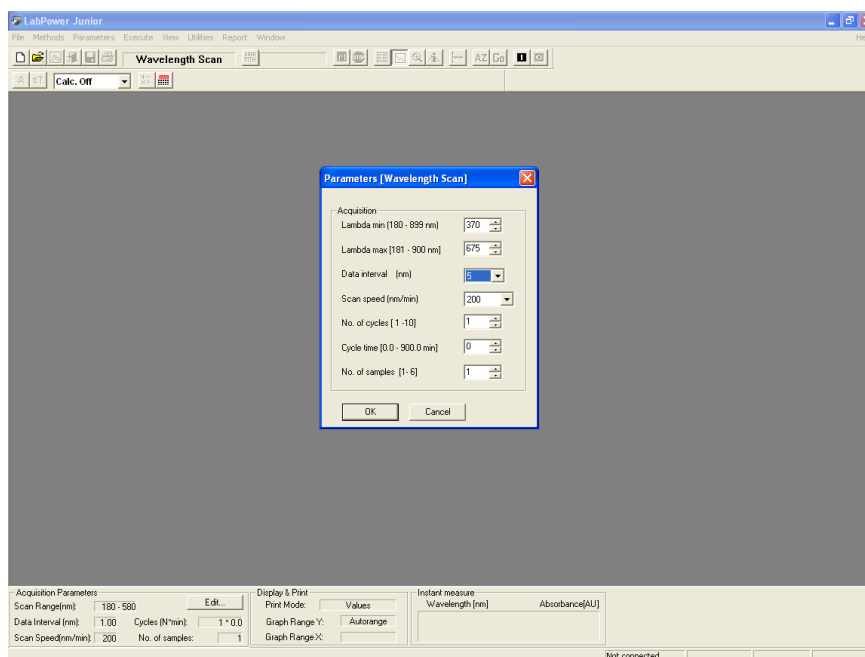 LabPower Junior
File Methods Parameters Execute View Utilities Report Window He
Wavelength Scan AZ Go
A %T Calc. Off
Parameters [Wavelength Scan]
Acquisition
Lambda min (180 - 899 nm) 370
Lambda max [181 - 900 nm] 675
Data interval (nm) 5
Scan speed (nm/min) 200
No. of cycles [ 1 -10] 1
Cycle time [0.0 - 900.0 min] 0
No. of samples [1- 6] 1
OK Cancel
Acquisition Parameters Display & Print Instant measure
Scan Range(nm): 180 - 580 Edit... Print Mode: Values Wavelength [nm] Absorbance[AU]
Data Interval (nm): 1.00 Cycles (N*min): 1 * 0.0 Graph Range Y: Autorange
Scan Speed(nm/min): 200 No. of samples: 1 Graph Range X:
Not connected